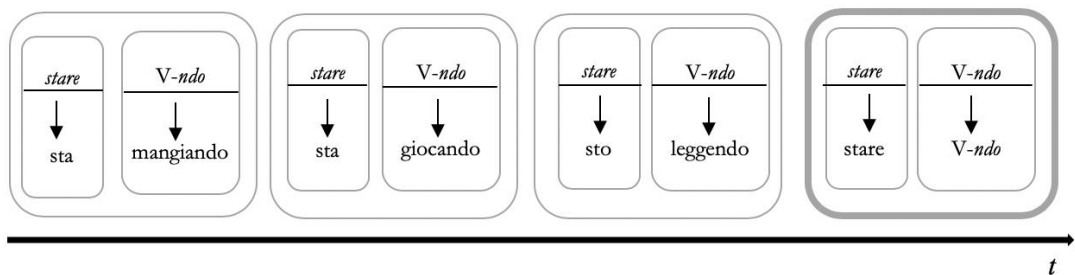 stare V-ndo
sta mangiando
stare V-ndo
sta giocando
stare V-ndo
sto leggendo
stare V-ndo
stare V-ndo
t